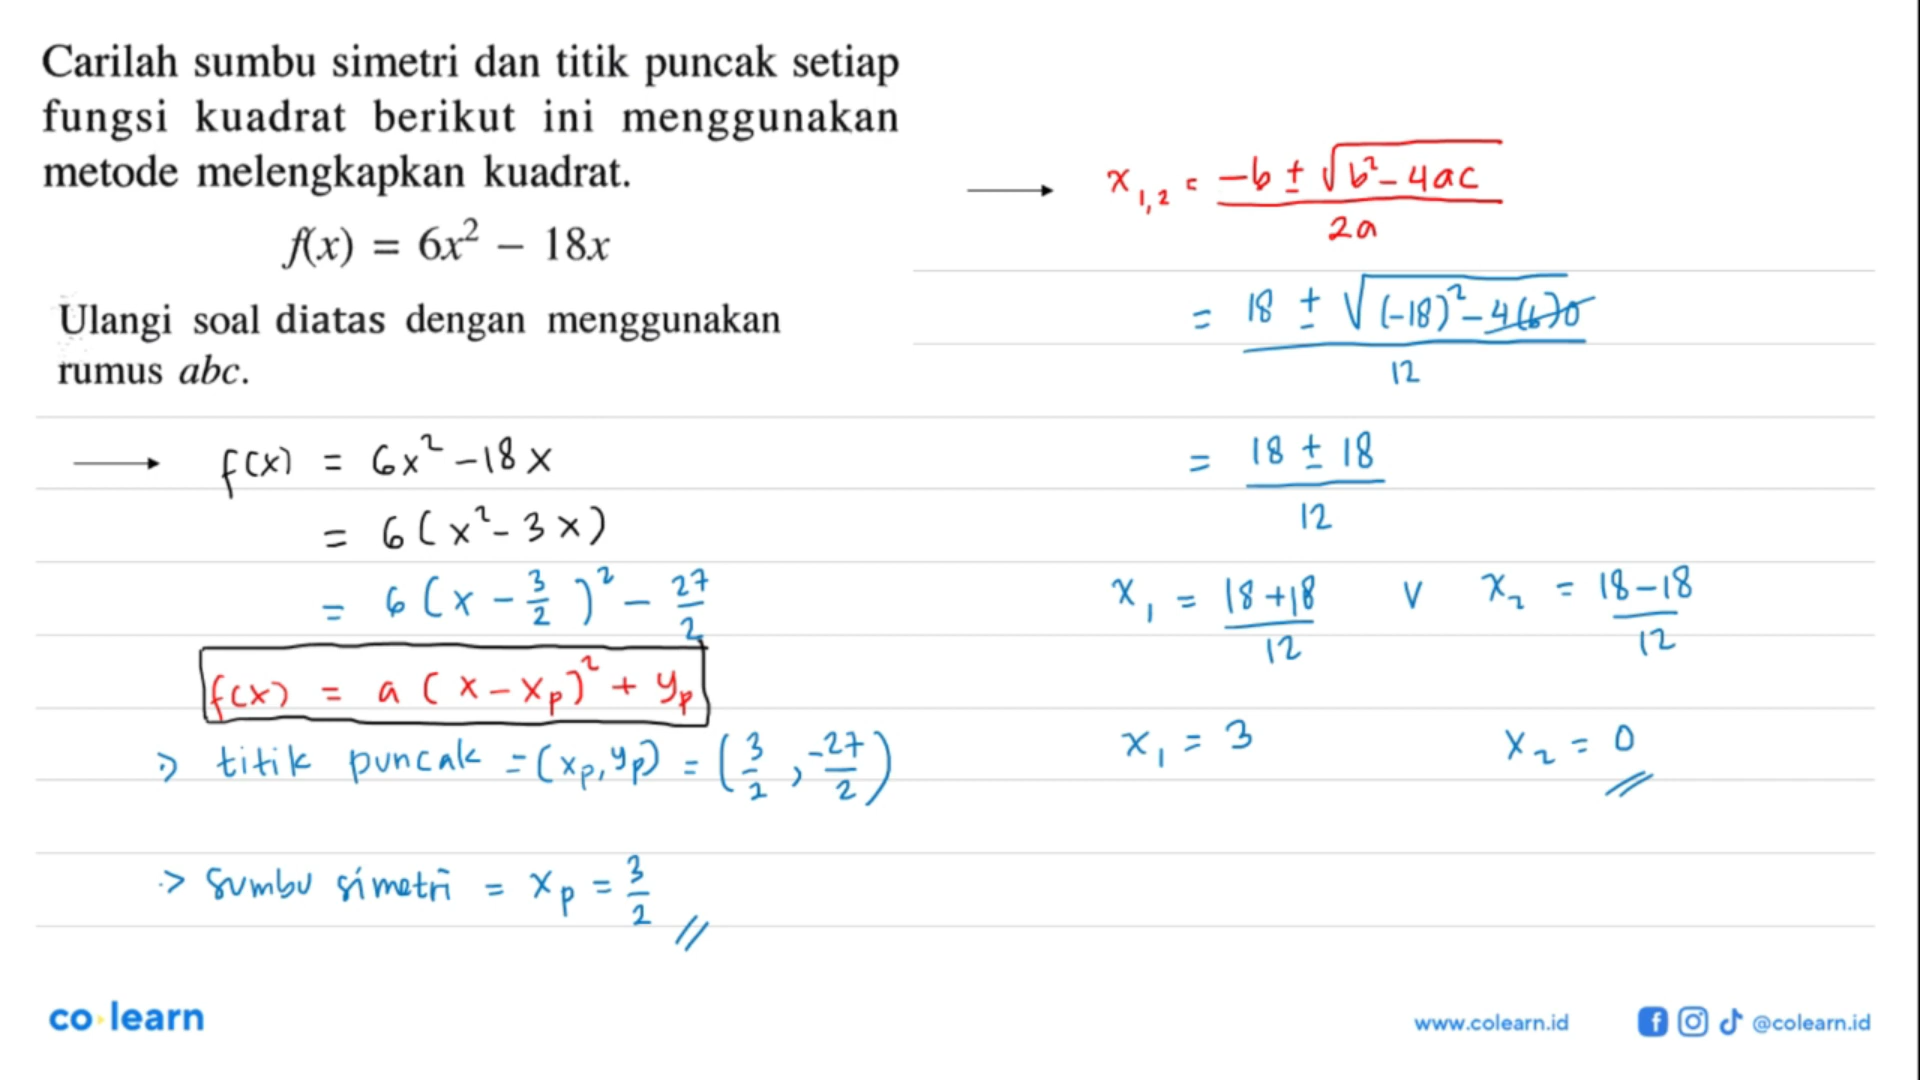 Carilah sumbu simetri dan titik puncak setiap
fungsi kuadrat berikut ini menggunakan
metode melengkapkan kuadrat.
f(x) = 6x² − 18x
Ulangi soal diatas dengan menggunakan
rumus abc.
⟶ f(x) = 6x² − 18x
= 6(x² − 3x)
= 6(x − 3/2)² − 27/2
f(x) = a(x − xₚ)² + yₚ
> titik puncak = (xₚ, yₚ) = (3/2, −27/2)
> sumbu simetri = xₚ = 3/2 //
⟶ x₁,₂ = (−b ± √(b² − 4ac))/2a
= (18 ± √((−18)² − 4(6)0))/12
= (18 ± 18)/12
x₁ = (18+18)/12 v x₂ = (18−18)/12
x₁ = 3 x₂ = 0 //
co learn
www.colearn.id @colearn.id